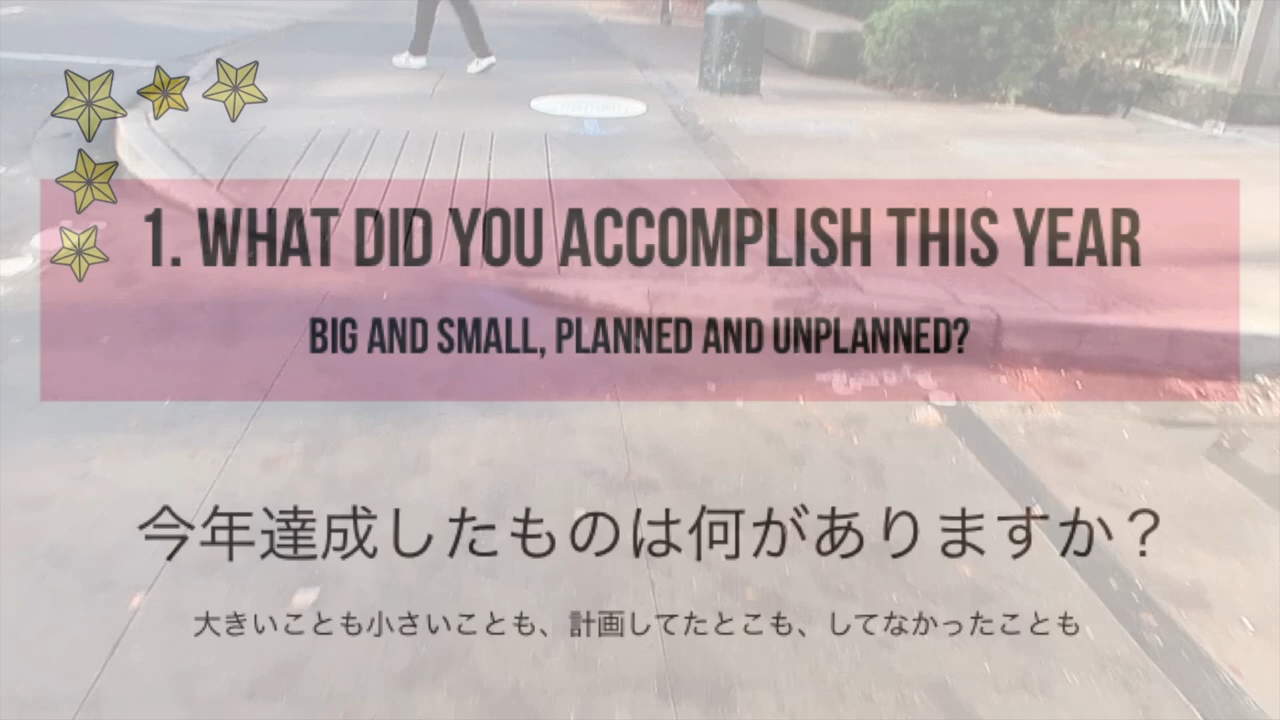 1. WHAT DID YOU ACCOMPLISH THIS YEAR
BIG AND SMALL, PLANNED AND UNPLANNED?
今年達成したものは何がありますか？
大きいことも小さいことも、計画してたとこも、してなかったことも